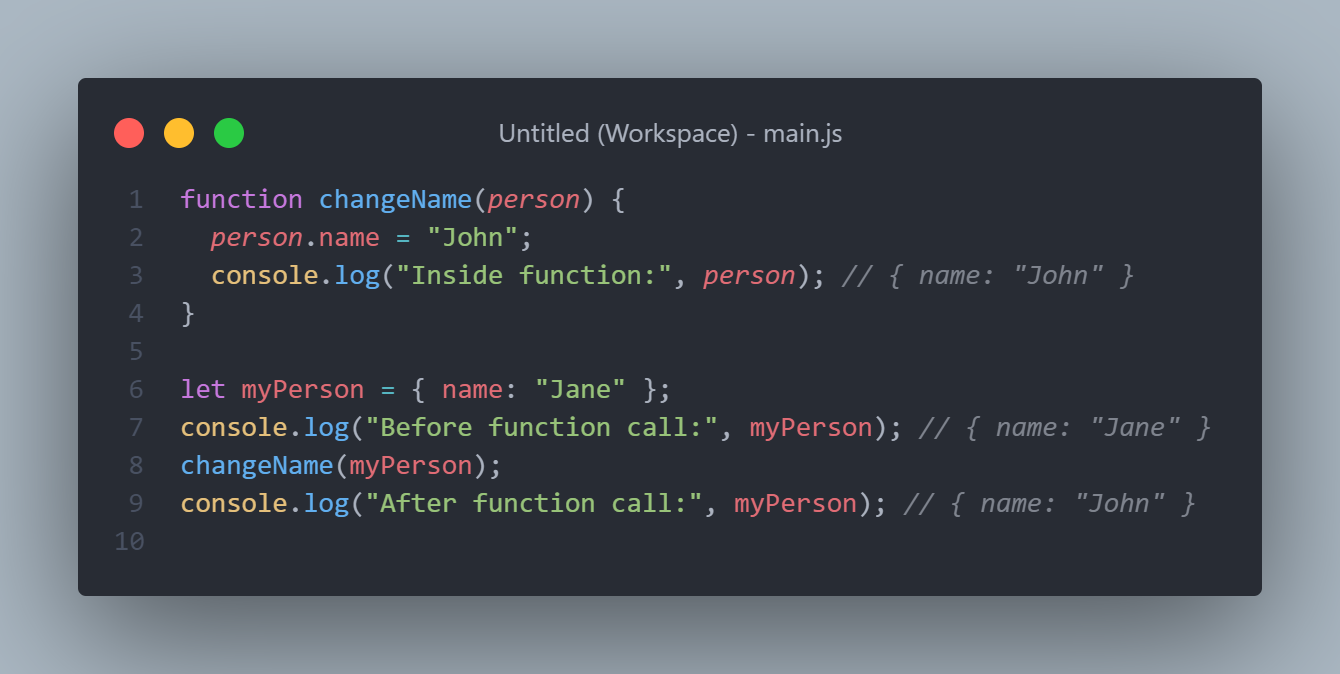 Untitled (Workspace) - main.js
1 function changeName(person) {
2   person.name = "John";
3   console.log("Inside function:", person); // { name: "John" }
4 }
5
6 let myPerson = { name: "Jane" };
7 console.log("Before function call:", myPerson); // { name: "Jane" }
8 changeName(myPerson);
9 console.log("After function call:", myPerson); // { name: "John" }
10